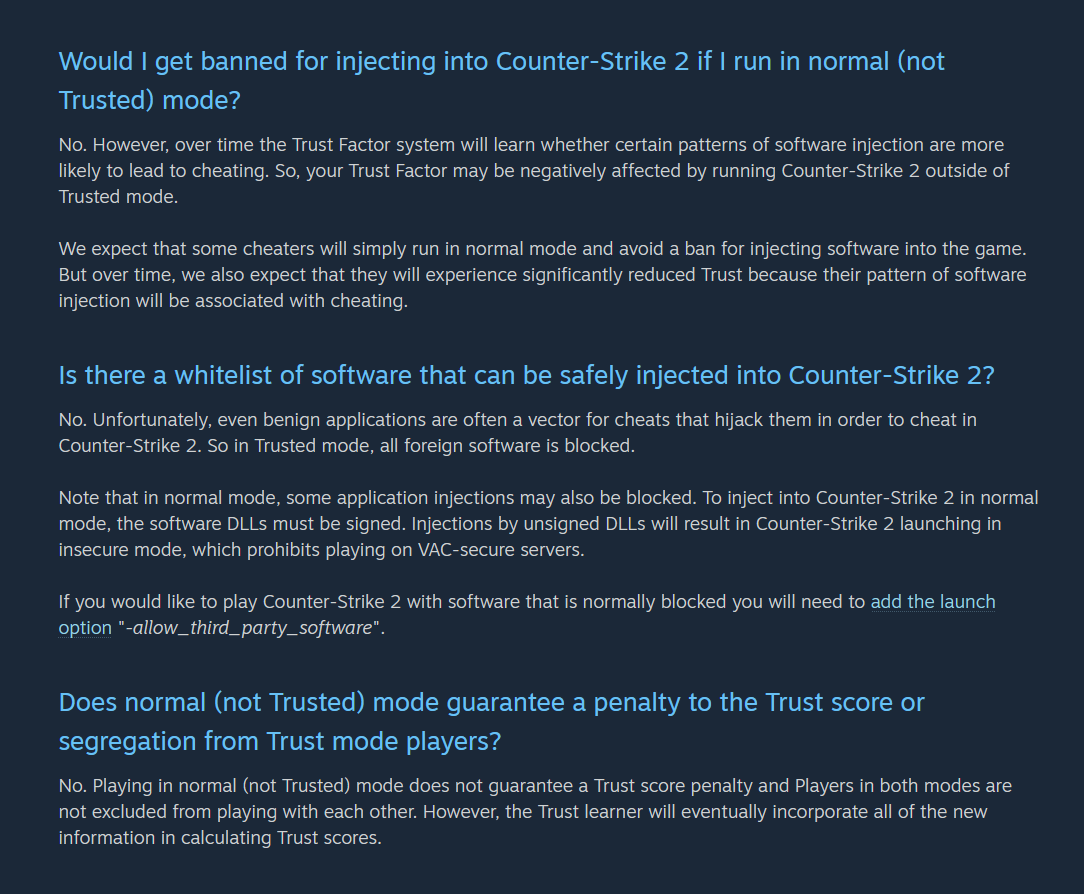 Would I get banned for injecting into Counter-Strike 2 if I run in normal (not
Trusted) mode?
No. However, over time the Trust Factor system will learn whether certain patterns of software injection are more
likely to lead to cheating. So, your Trust Factor may be negatively affected by running Counter-Strike 2 outside of
Trusted mode.
We expect that some cheaters will simply run in normal mode and avoid a ban for injecting software into the game.
But over time, we also expect that they will experience significantly reduced Trust because their pattern of software
injection will be associated with cheating.
Is there a whitelist of software that can be safely injected into Counter-Strike 2?
No. Unfortunately, even benign applications are often a vector for cheats that hijack them in order to cheat in
Counter-Strike 2. So in Trusted mode, all foreign software is blocked.
Note that in normal mode, some application injections may also be blocked. To inject into Counter-Strike 2 in normal
mode, the software DLLs must be signed. Injections by unsigned DLLs will result in Counter-Strike 2 launching in
insecure mode, which prohibits playing on VAC-secure servers.
If you would like to play Counter-Strike 2 with software that is normally blocked you will need to add the launch
option "-allow_third_party_software".
Does normal (not Trusted) mode guarantee a penalty to the Trust score or
segregation from Trust mode players?
No. Playing in normal (not Trusted) mode does not guarantee a Trust score penalty and Players in both modes are
not excluded from playing with each other. However, the Trust learner will eventually incorporate all of the new
information in calculating Trust scores.